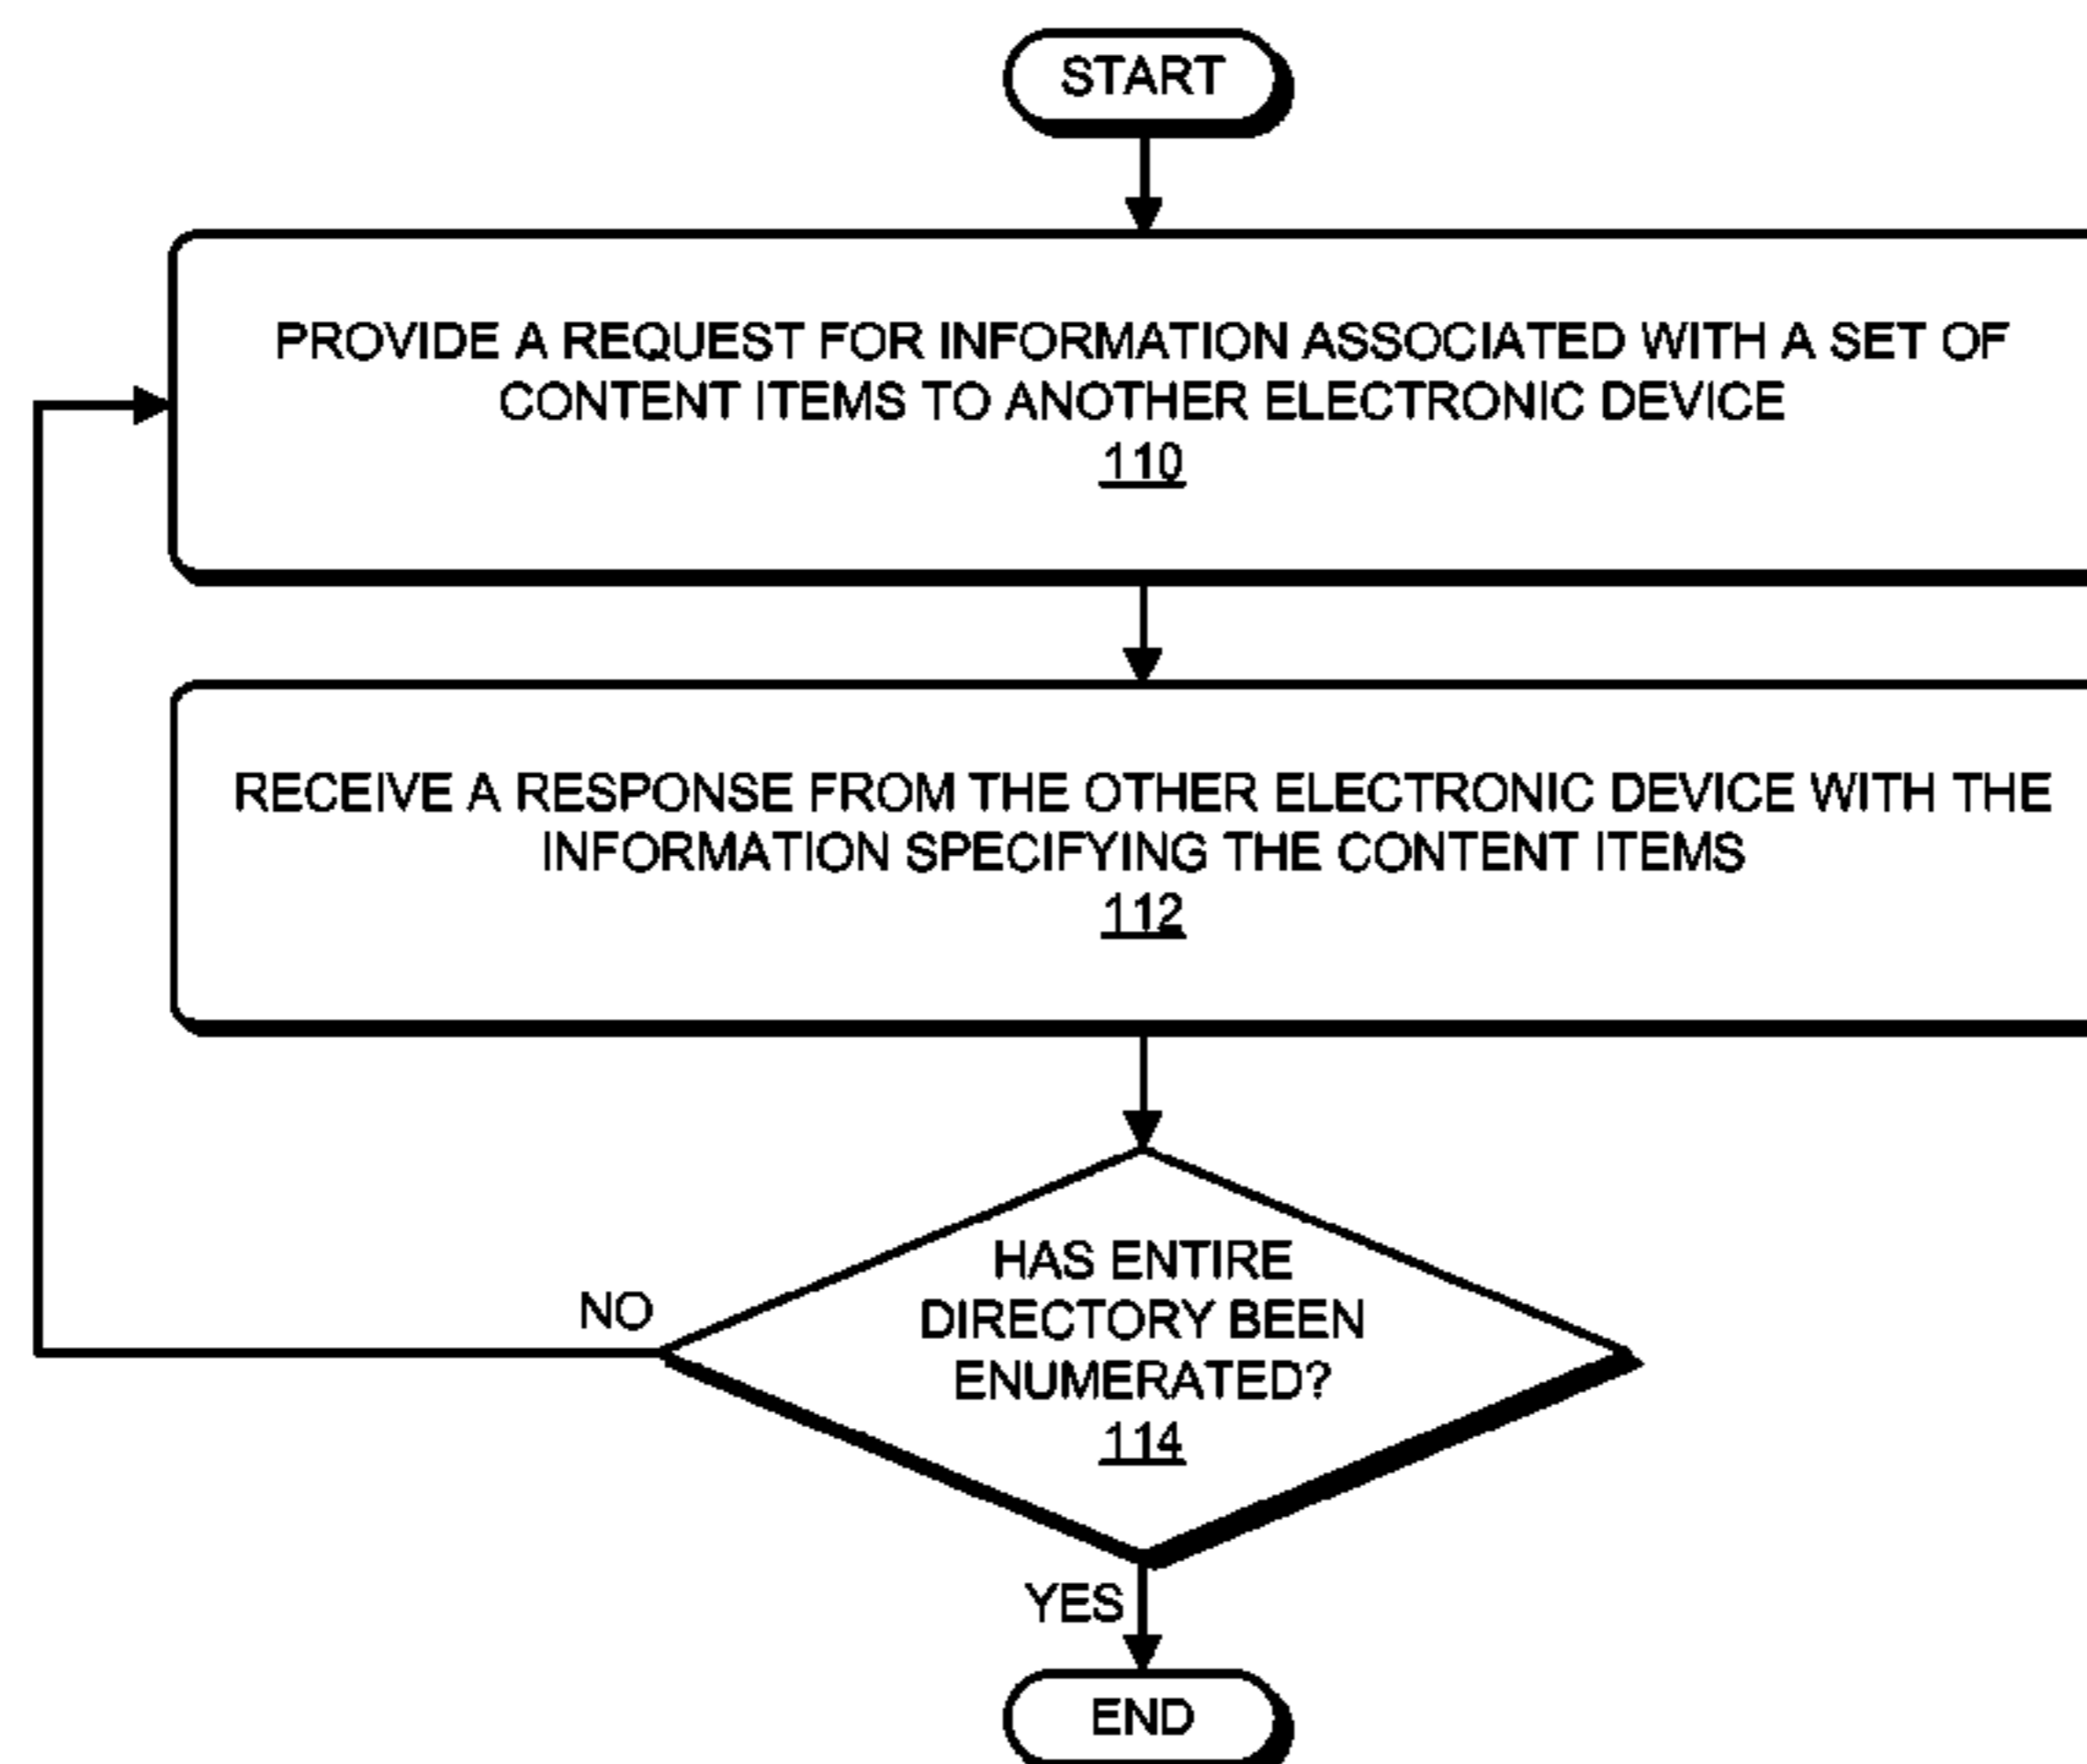 START
PROVIDE A REQUEST FOR INFORMATION ASSOCIATED WITH A SET OF
CONTENT ITEMS TO ANOTHER ELECTRONIC DEVICE
110
RECEIVE A RESPONSE FROM THE OTHER ELECTRONIC DEVICE WITH THE
INFORMATION SPECIFYING THE CONTENT ITEMS
112
HAS ENTIRE
DIRECTORY BEEN
ENUMERATED?
114
NO
YES
END